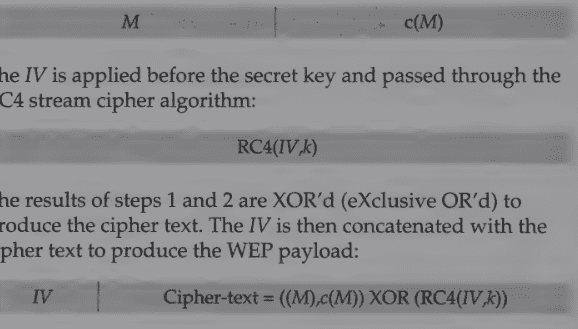 M c(M)
he IV is applied before the secret key and passed through the
C4 stream cipher algorithm:
RC4(IV,k)
he results of steps 1 and 2 are XOR'd (eXclusive OR'd) to
roduce the cipher text. The IV is then concatenated with the
pher text to produce the WEP payload:
IV Cipher-text = ((M),c(M)) XOR (RC4(IV,k))